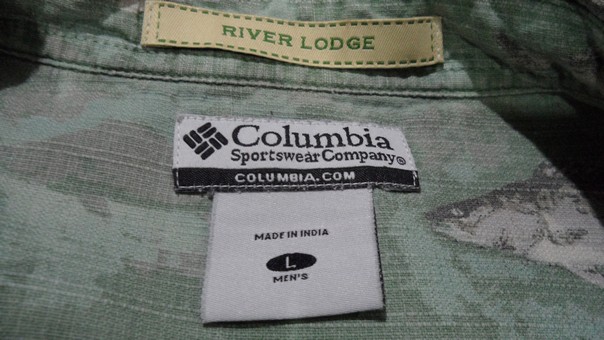 RIVER LODGE
Columbia
Sportswear Company®
COLUMBIA.COM
MADE IN INDIA
L
MEN'S